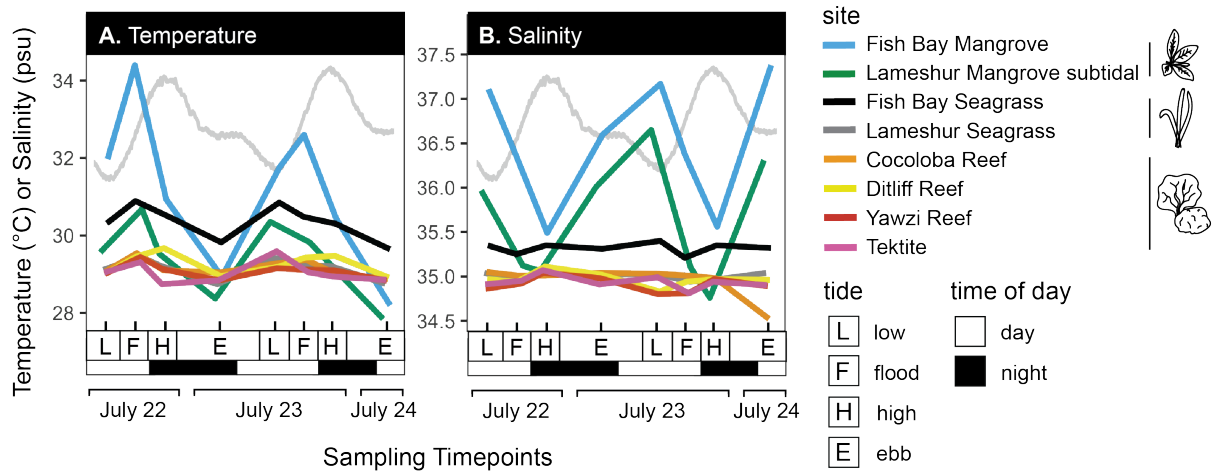 Temperature (°C) or Salinity (psu)
A. Temperature
34
32
30
28
L F H E L F H E
July 22 July 23 July 24
B. Salinity
37.5
37.0
36.5
36.0
35.5
35.0
34.5
L F H E L F H E
July 22 July 23 July 24
Sampling Timepoints
site
Fish Bay Mangrove
Lameshur Mangrove subtidal
Fish Bay Seagrass
Lameshur Seagrass
Cocoloba Reef
Ditliff Reef
Yawzi Reef
Tektite
tide
L low
F flood
H high
E ebb
time of day
day
night